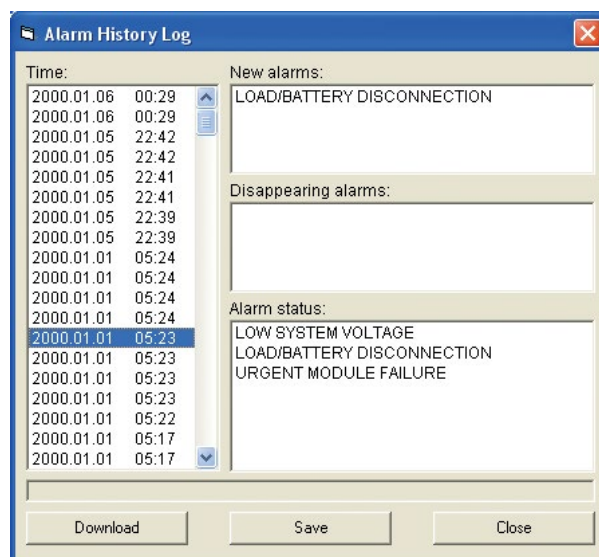 Alarm History Log
Time:
2000.01.06 00:29
2000.01.06 00:29
2000.01.05 22:42
2000.01.05 22:42
2000.01.05 22:41
2000.01.05 22:41
2000.01.05 22:39
2000.01.05 22:39
2000.01.01 05:24
2000.01.01 05:24
2000.01.01 05:24
2000.01.01 05:24
2000.01.01 05:23
2000.01.01 05:23
2000.01.01 05:23
2000.01.01 05:23
2000.01.01 05:22
2000.01.01 05:17
2000.01.01 05:17
New alarms:
LOAD/BATTERY DISCONNECTION
Disappearing alarms:
Alarm status:
LOW SYSTEM VOLTAGE
LOAD/BATTERY DISCONNECTION
URGENT MODULE FAILURE
Download Save Close